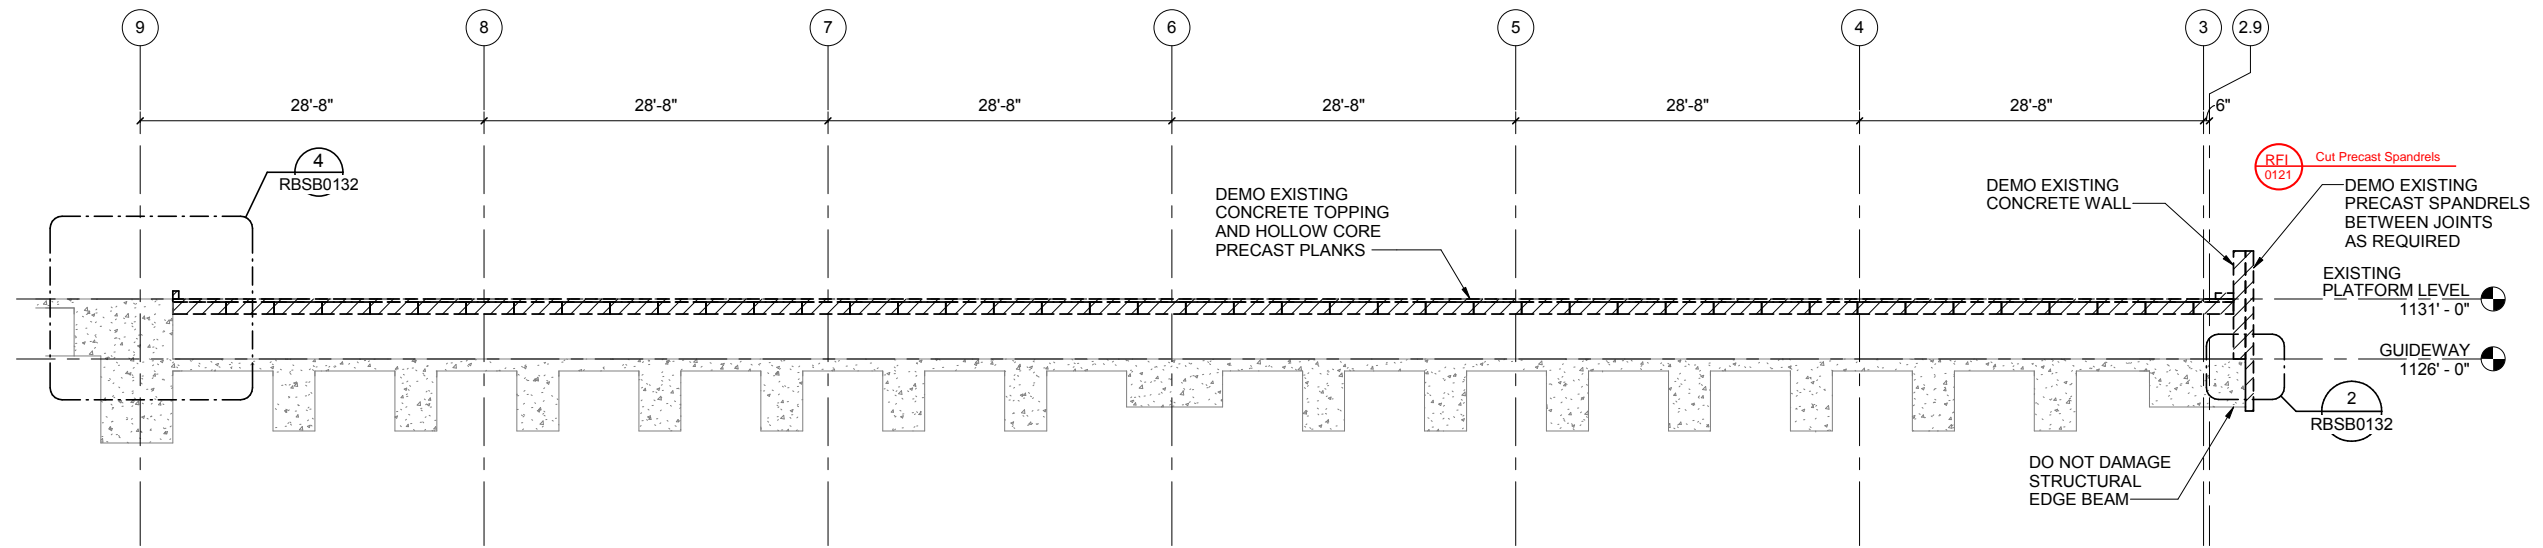 9
8
7
6
5
4
3
2.9
28'-8"
28'-8"
28'-8"
28'-8"
28'-8"
28'-8"
6"
4
RBSB0132
RFI
0121
Cut Precast Spandrels
DEMO EXISTING
CONCRETE TOPPING
AND HOLLOW CORE
PRECAST PLANKS
DEMO EXISTING
CONCRETE WALL
DEMO EXISTING
PRECAST SPANDRELS
BETWEEN JOINTS
AS REQUIRED
EXISTING
PLATFORM LEVEL
1131' - 0"
GUIDEWAY
1126' - 0"
2
RBSB0132
DO NOT DAMAGE
STRUCTURAL
EDGE BEAM